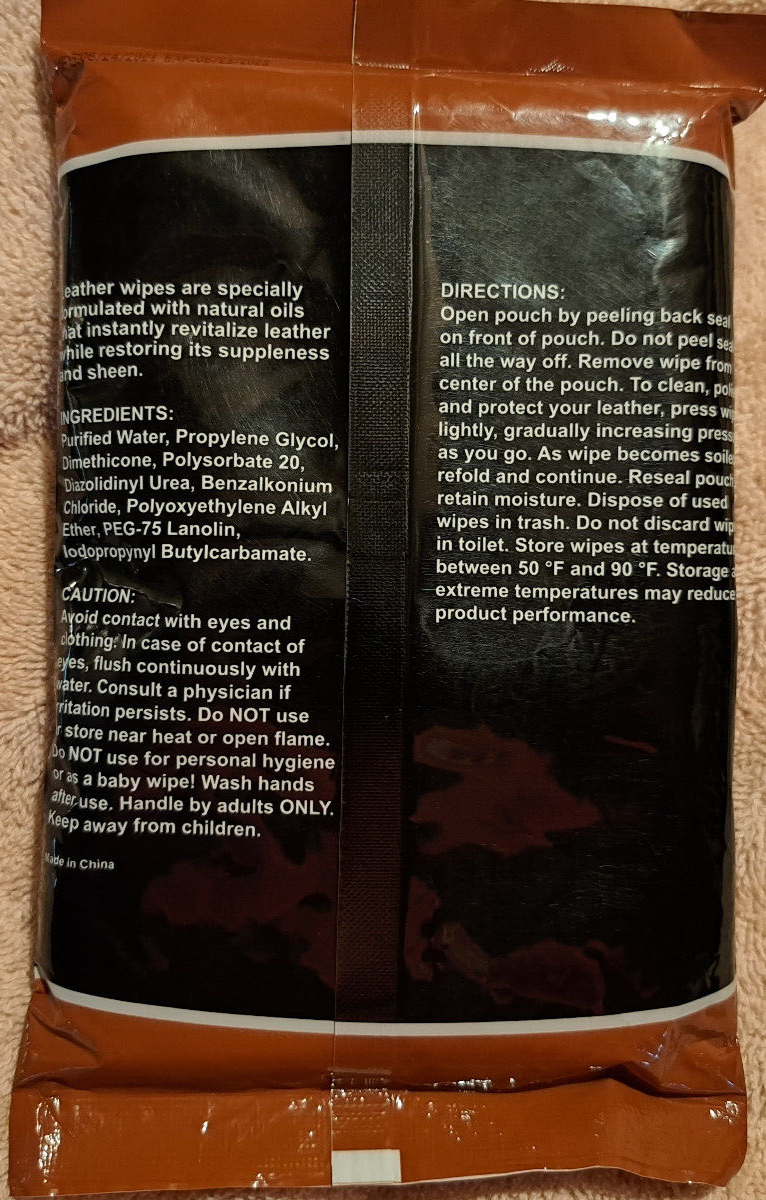 eather wipes are specially
ormulated with natural oils
hat instantly revitalize leather
while restoring its suppleness
and sheen.
INGREDIENTS:
Purified Water, Propylene Glycol,
Dimethicone, Polysorbate 20,
Diazolidinyl Urea, Benzalkonium
Chloride, Polyoxyethylene Alkyl
Ether, PEG-75 Lanolin,
Iodopropynyl Butylcarbamate.
CAUTION:
Avoid contact with eyes and
clothing: In case of contact of
eyes, flush continuously with
water. Consult a physician if
rritation persists. Do NOT use
r store near heat or open flame.
Do NOT use for personal hygiene
or as a baby wipe! Wash hands
after use. Handle by adults ONLY.
Keep away from children.
Made in China
DIRECTIONS:
Open pouch by peeling back seal
on front of pouch. Do not peel sea
all the way off. Remove wipe from
center of the pouch. To clean, poli
and protect your leather, press wi
lightly, gradually increasing press
as you go. As wipe becomes soile
refold and continue. Reseal pouch
retain moisture. Dispose of used
wipes in trash. Do not discard wip
in toilet. Store wipes at temperatu
between 50 °F and 90 °F. Storage a
extreme temperatures may reduce
product performance.